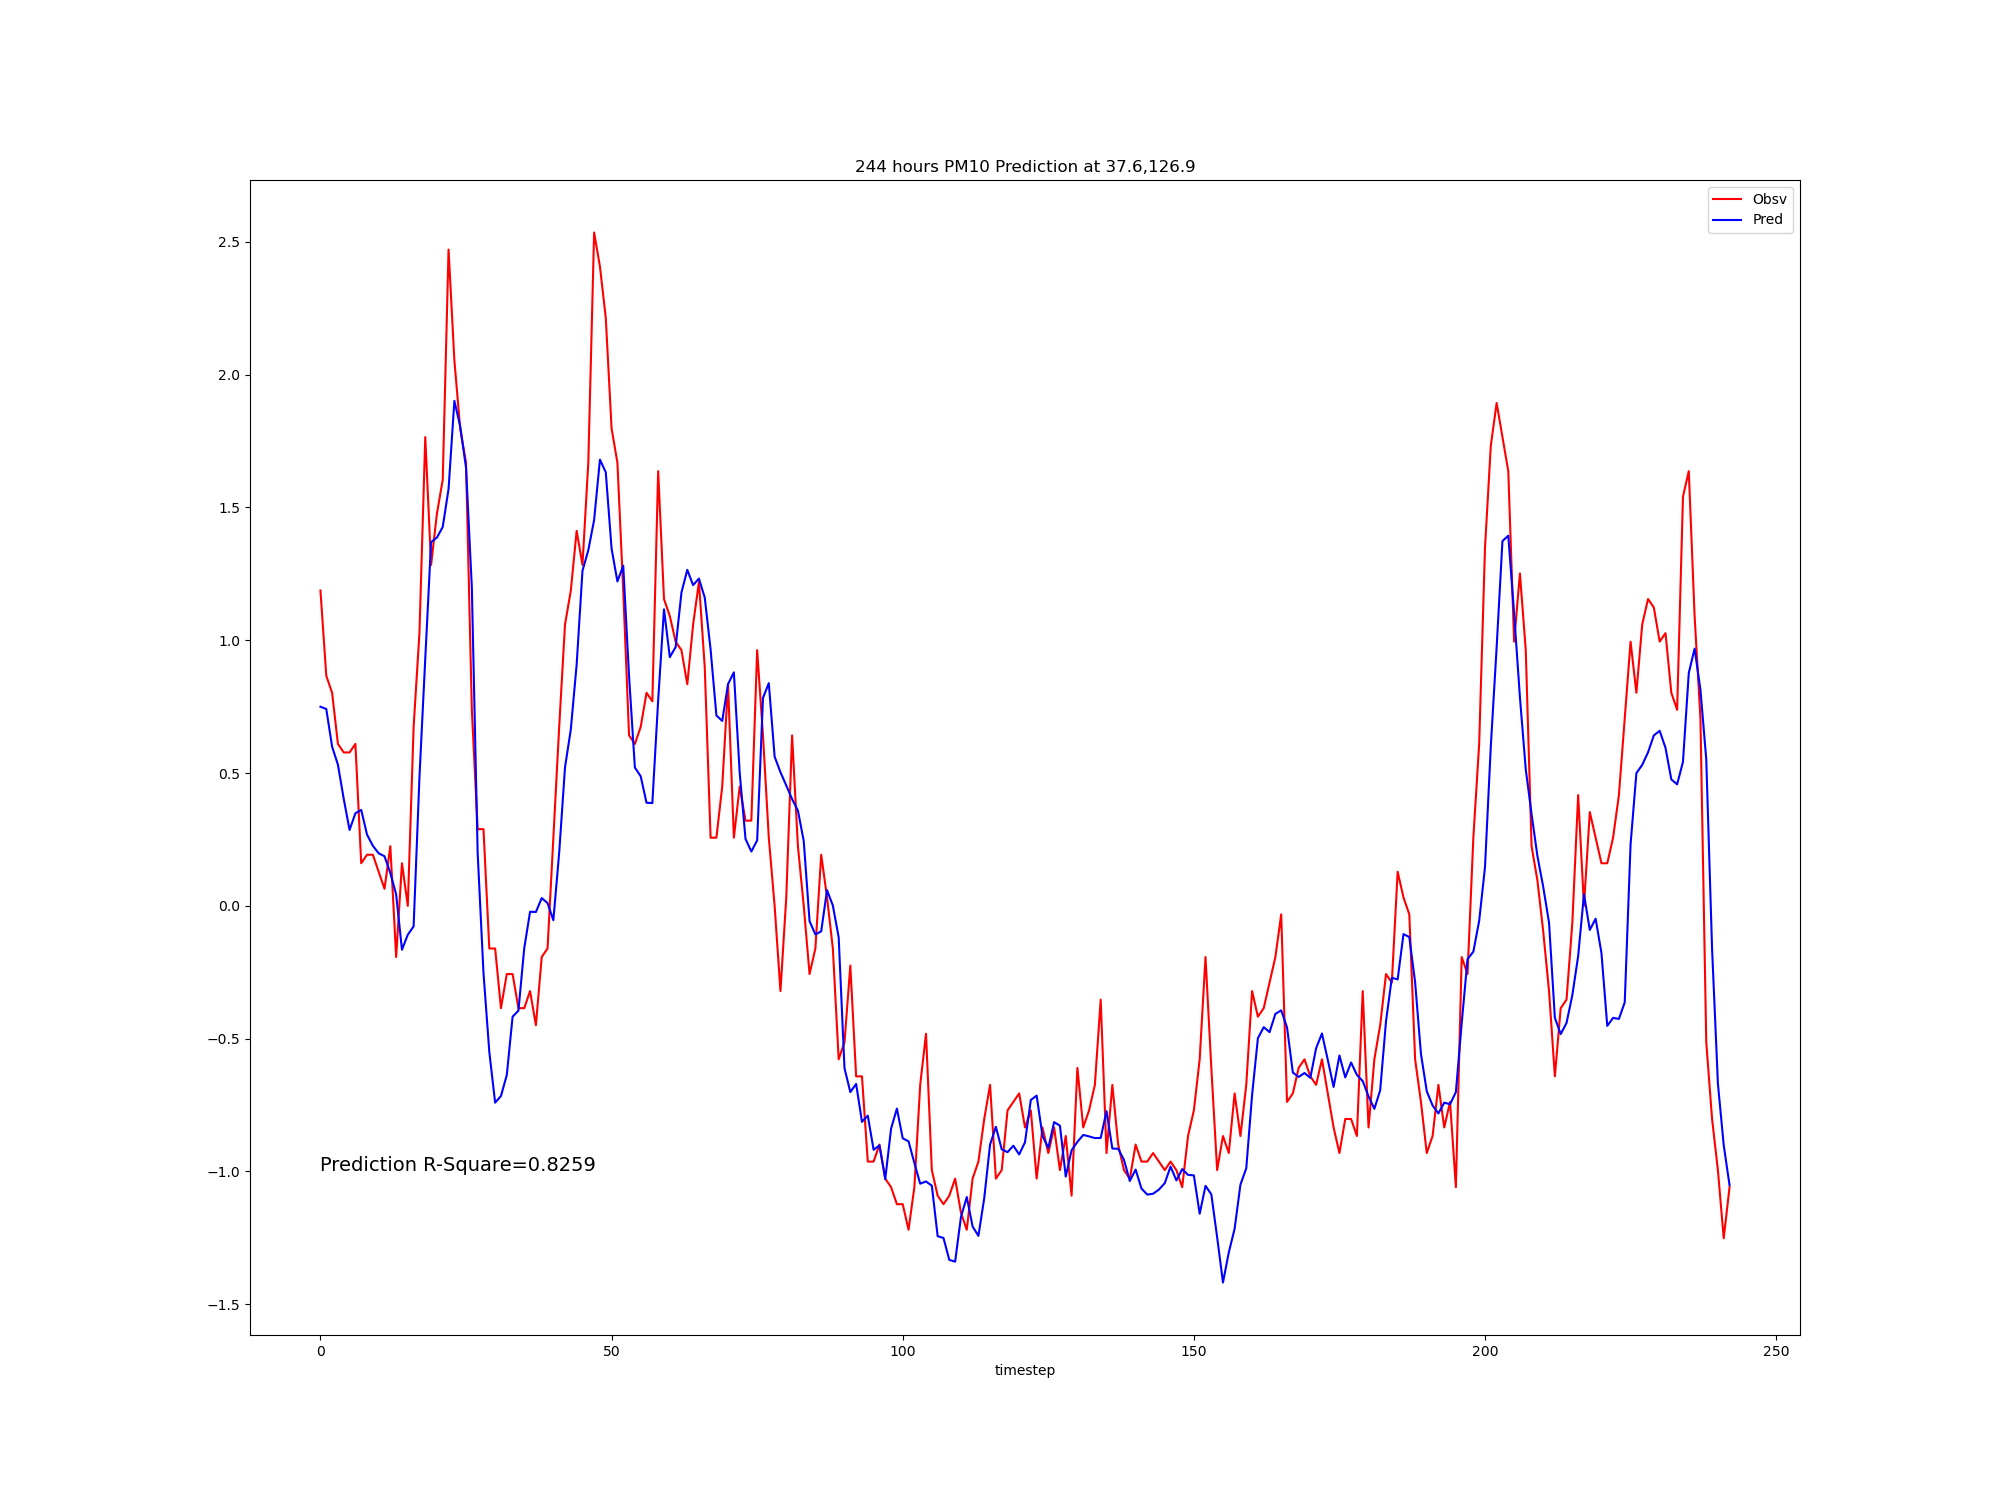 244 hours PM10 Prediction at 37.6,126.9
Obsv
Pred
2.5
2.0
1.5
1.0
0.5
0.0
−0.5
−1.0
−1.5
Prediction R-Square=0.8259
0 50 100 150 200 250
timestep